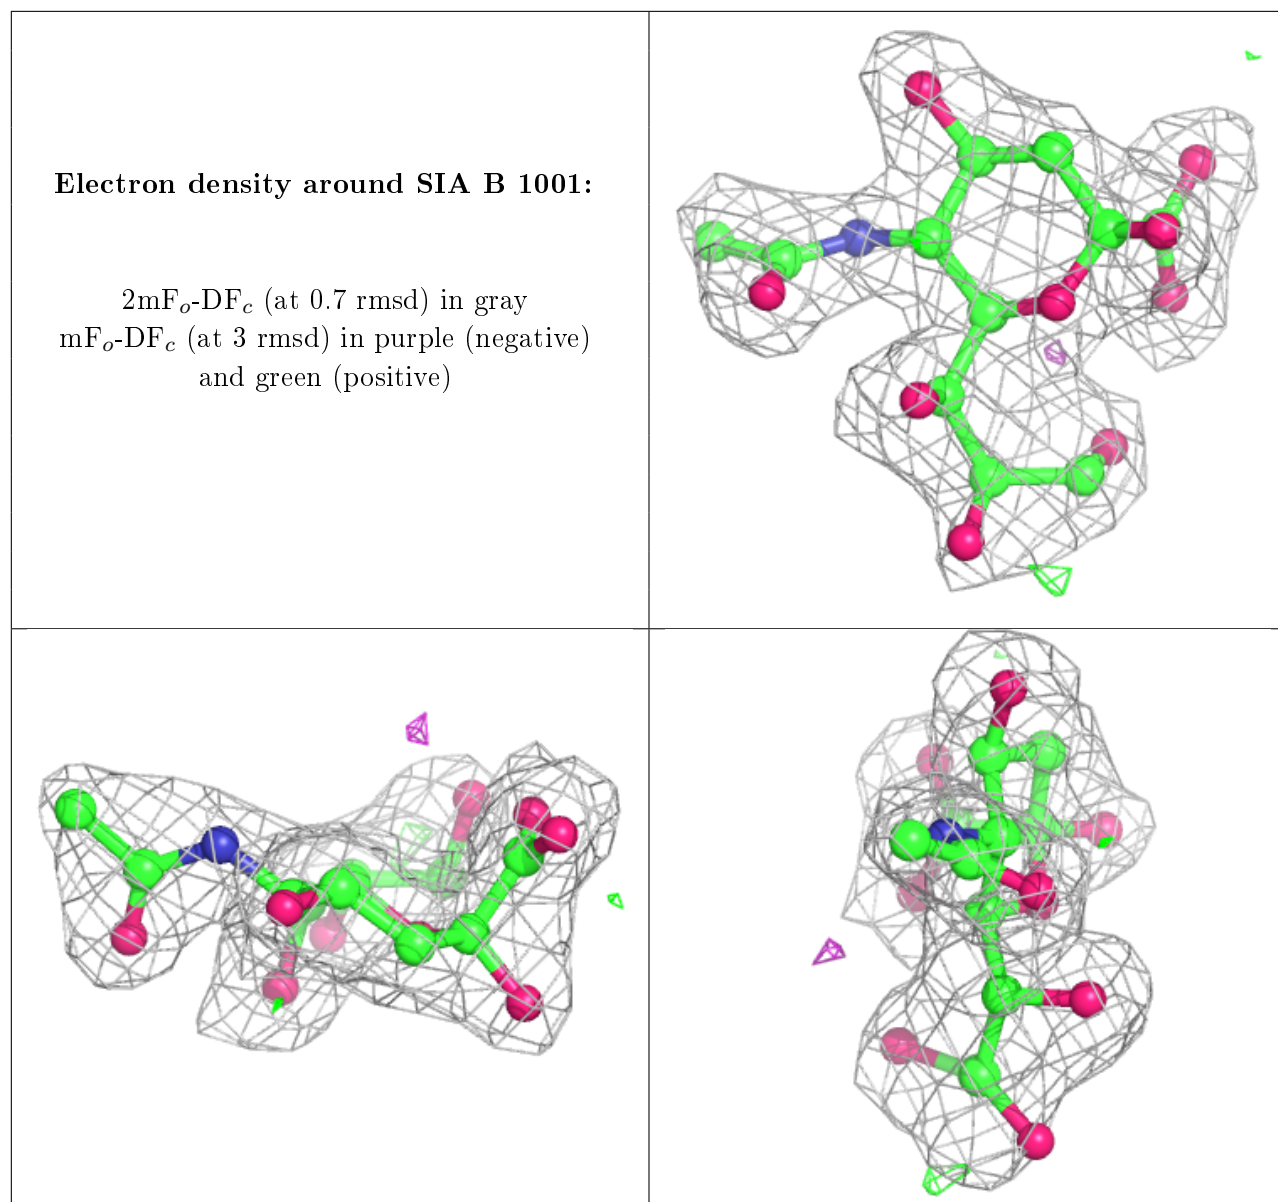 Electron density around SIA B 1001:
2mFₒ-DF𝒸 (at 0.7 rmsd) in gray
mFₒ-DF𝒸 (at 3 rmsd) in purple (negative)
and green (positive)